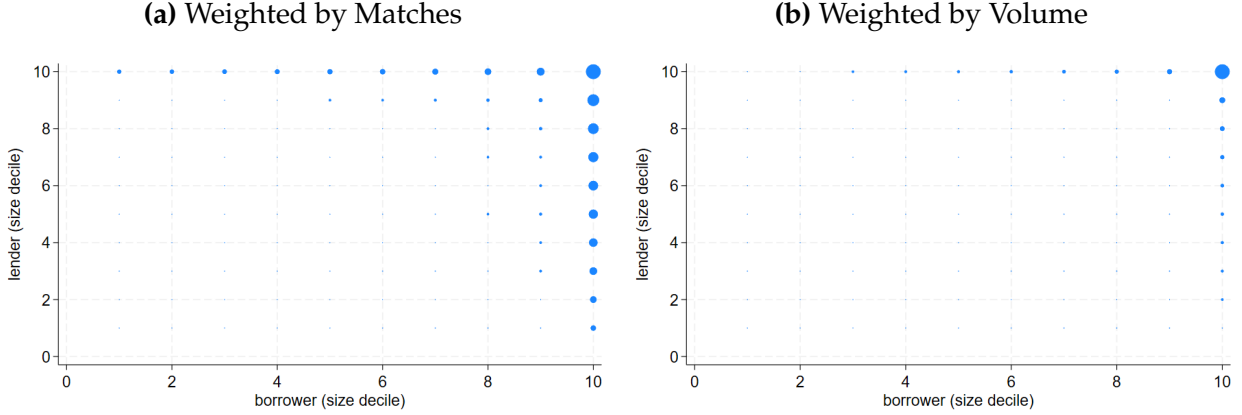 (a) Weighted by Matches
10
8
6
4
2
0
lender (size decile)
0 2 4 6 8 10
borrower (size decile)
(b) Weighted by Volume
10
8
6
4
2
0
lender (size decile)
0 2 4 6 8 10
borrower (size decile)